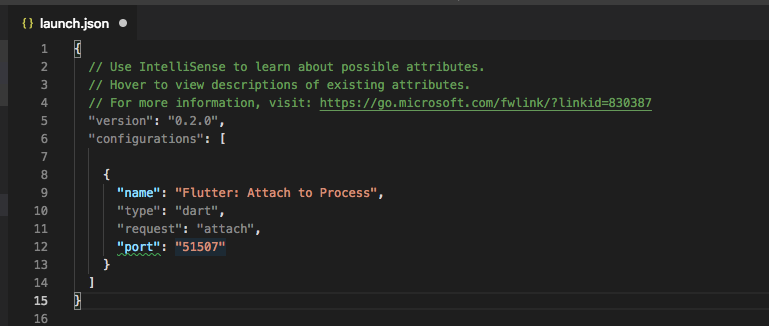 {} launch.json
1 {
2 // Use IntelliSense to learn about possible attributes.
3 // Hover to view descriptions of existing attributes.
4 // For more information, visit: https://go.microsoft.com/fwlink/?linkid=830387
5 "version": "0.2.0",
6 "configurations": [
7
8 {
9 "name": "Flutter: Attach to Process",
10 "type": "dart",
11 "request": "attach",
12 "port": "51507"
13 }
14 ]
15 }
16